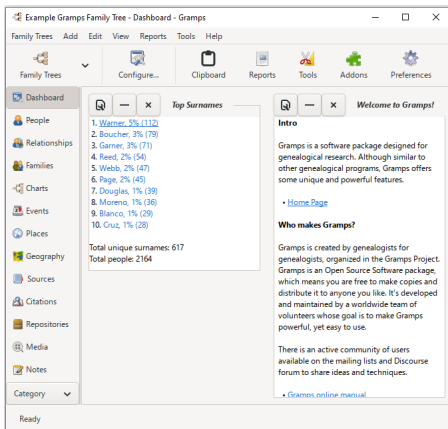 Example Gramps Family Tree - Dashboard - Gramps
Family Trees Add Edit View Reports Tools Help
Family Trees Configure... Clipboard Reports Tools Addons Preferences
Dashboard
People
Relationships
Families
Charts
Events
Places
Geography
Sources
Citations
Repositories
Media
Notes
Category
Top Surnames
1. Warner, 5% (112)
2. Boucher, 3% (79)
3. Garner, 3% (71)
4. Reed, 2% (54)
5. Webb, 2% (47)
6. Page, 2% (45)
7. Douglas, 1% (39)
8. Moreno, 1% (36)
9. Blanco, 1% (29)
10. Cruz, 1% (28)
Total unique surnames: 617
Total people: 2164
Welcome to Gramps!
Intro
Gramps is a software package designed for
genealogical research. Although similar to
other genealogical programs, Gramps offers
some unique and powerful features.
• Home Page
Who makes Gramps?
Gramps is created by genealogists for
genealogists, organized in the Gramps Project.
Gramps is an Open Source Software package,
which means you are free to make copies and
distribute it to anyone you like. It's developed
and maintained by a worldwide team of
volunteers whose goal is to make Gramps
powerful, yet easy to use.
There is an active community of users
available on the mailing lists and Discourse
forum to share ideas and techniques.
• Gramps online manual
Ready